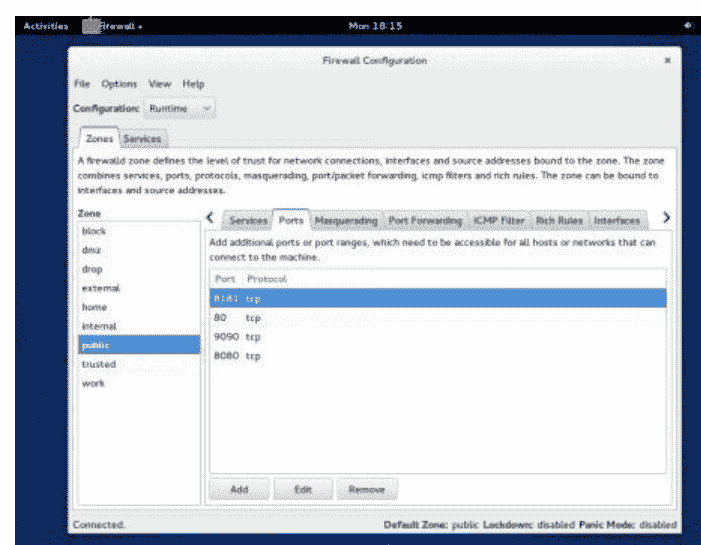 Activities Firewall Mon 18:15
Firewall Configuration ×
File Options View Help
Configuration: Runtime
Zones Services
A firewalld zone defines the level of trust for network connections, interfaces and source addresses bound to the zone. The zone
combines services, ports, protocols, masquerading, port/packet forwarding, icmp filters and rich rules. The zone can be bound to
interfaces and source addresses.
Zone
block
dmz
drop
external
home
internal
public
trusted
work
Services Ports Masquerading Port Forwarding ICMP Filter Rich Rules Interfaces
Add additional ports or port ranges, which need to be accessible for all hosts or networks that can
connect to the machine.
Port Protocol
8181 tcp
80 tcp
9090 tcp
8080 tcp
Add Edit Remove
Connected. Default Zone: public Lockdown: disabled Panic Mode: disabled